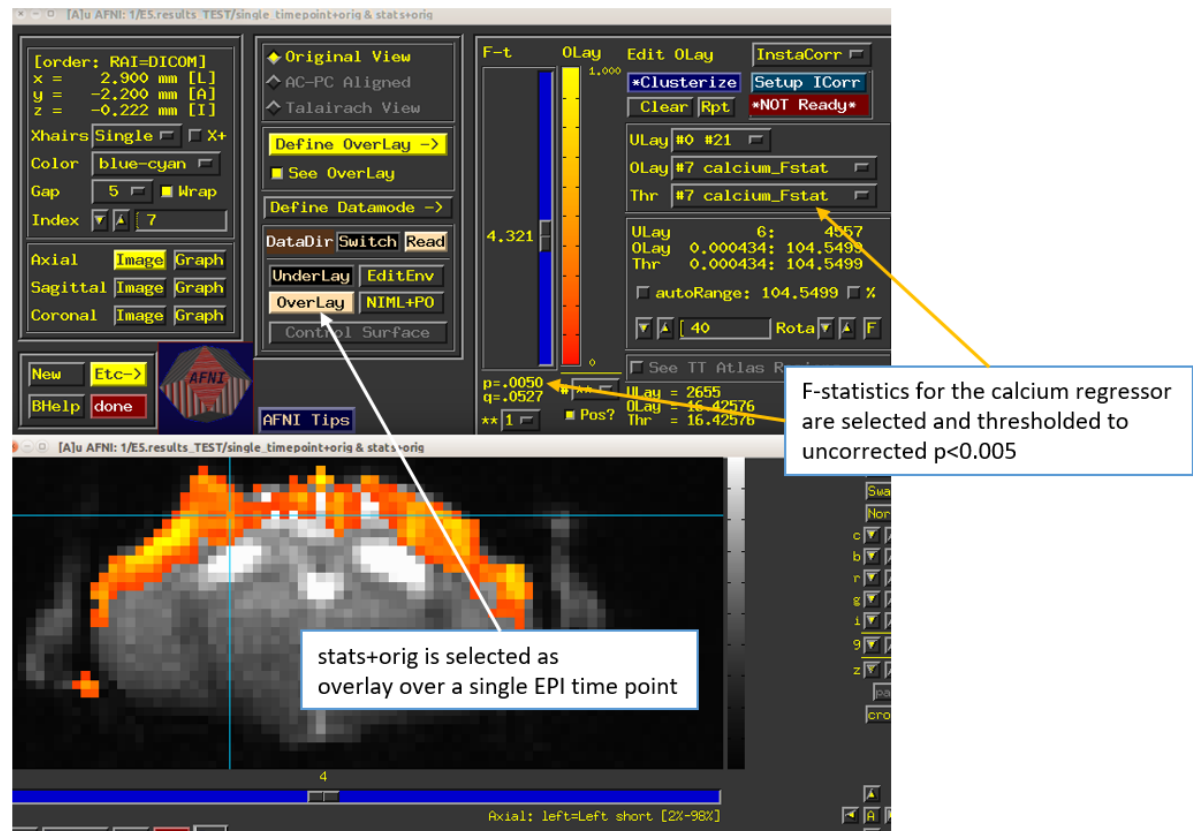 [A]u AFNI: 1/E5.results_TEST/single_timepoint+orig & stats+orig
[order: RAI=DICOM]
x = 2.900 mm [L]
y = -2.200 mm [A]
z = -0.222 mm [I]
Xhairs Single X+
Color blue-cyan
Gap 5 Wrap
Index 7
Axial Image Graph
Sagittal Image Graph
Coronal Image Graph
New Etc->
BHelp done
AFNI
Original View
AC-PC Aligned
Talairach View
Define OverLay ->
See OverLay
Define Datamode ->
DataDir Switch Read
UnderLay EditEnv
OverLay NIML+PO
Control Surface
AFNI Tips
F-t
4.321
p=.0050
q=.0527
** 1
OLay
1.000
0
# **
Pos?
Edit OLay InstaCorr
*Clusterize Setup ICorr
Clear Rpt *NOT Ready*
ULay #0 #21
OLay #7 calcium_Fstat
Thr #7 calcium_Fstat
ULay 6: 4557
OLay 0.000434: 104.5499
Thr 0.000434: 104.5499
autoRange: 104.5499 %
40 Rota F
See TT Atlas
ULay = 2655
OLay = 16.42576
Thr = 16.42576
F-statistics for the calcium regressor
are selected and thresholded to
uncorrected p<0.005
[A]u AFNI: 1/E5.results_TEST/single_timepoint+orig & stats+orig
stats+orig is selected as
overlay over a single EPI time point
c
b
r
g
i
9
z
4
Axial: left=Left short [2%-98%]
A